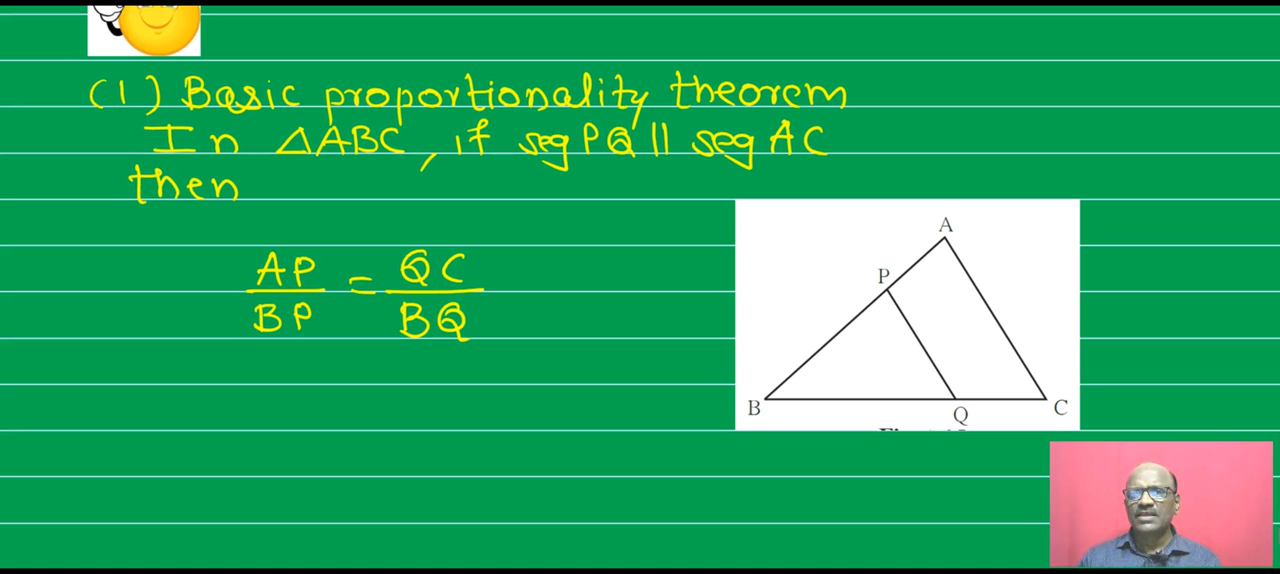 (1) Basic proportionality theorem
In △ABC, if seg PQ || seg AC
then
AP/BP = QC/BQ
A
P
B
Q
C